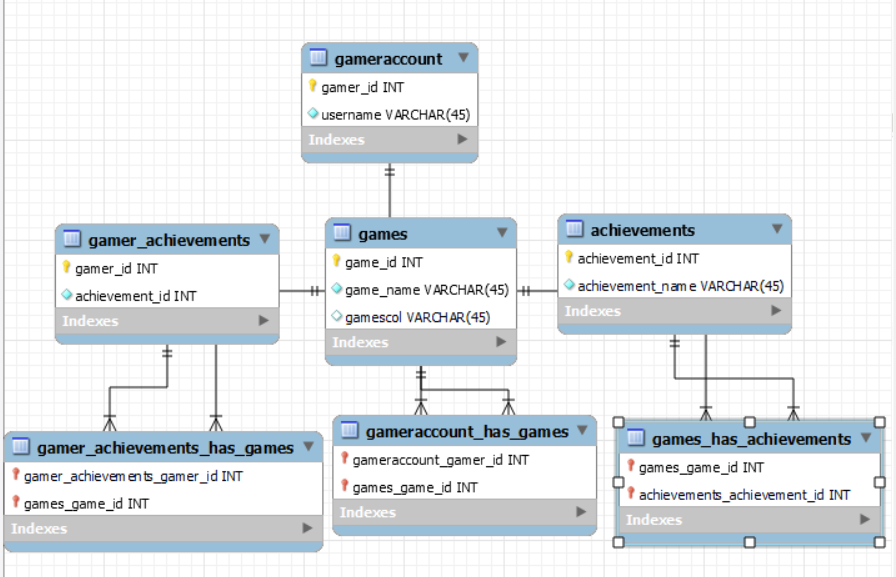 gameraccount
gamer_id INT
username VARCHAR(45)
Indexes
gamer_achievements
gamer_id INT
achievement_id INT
Indexes
games
game_id INT
game_name VARCHAR(45)
gamescol VARCHAR(45)
Indexes
achievements
achievement_id INT
achievement_name VARCHAR(45)
Indexes
gamer_achievements_has_games
gamer_achievements_gamer_id INT
games_game_id INT
Indexes
gameraccount_has_games
gameraccount_gamer_id INT
games_game_id INT
Indexes
games_has_achievements
games_game_id INT
achievements_achievement_id INT
Indexes